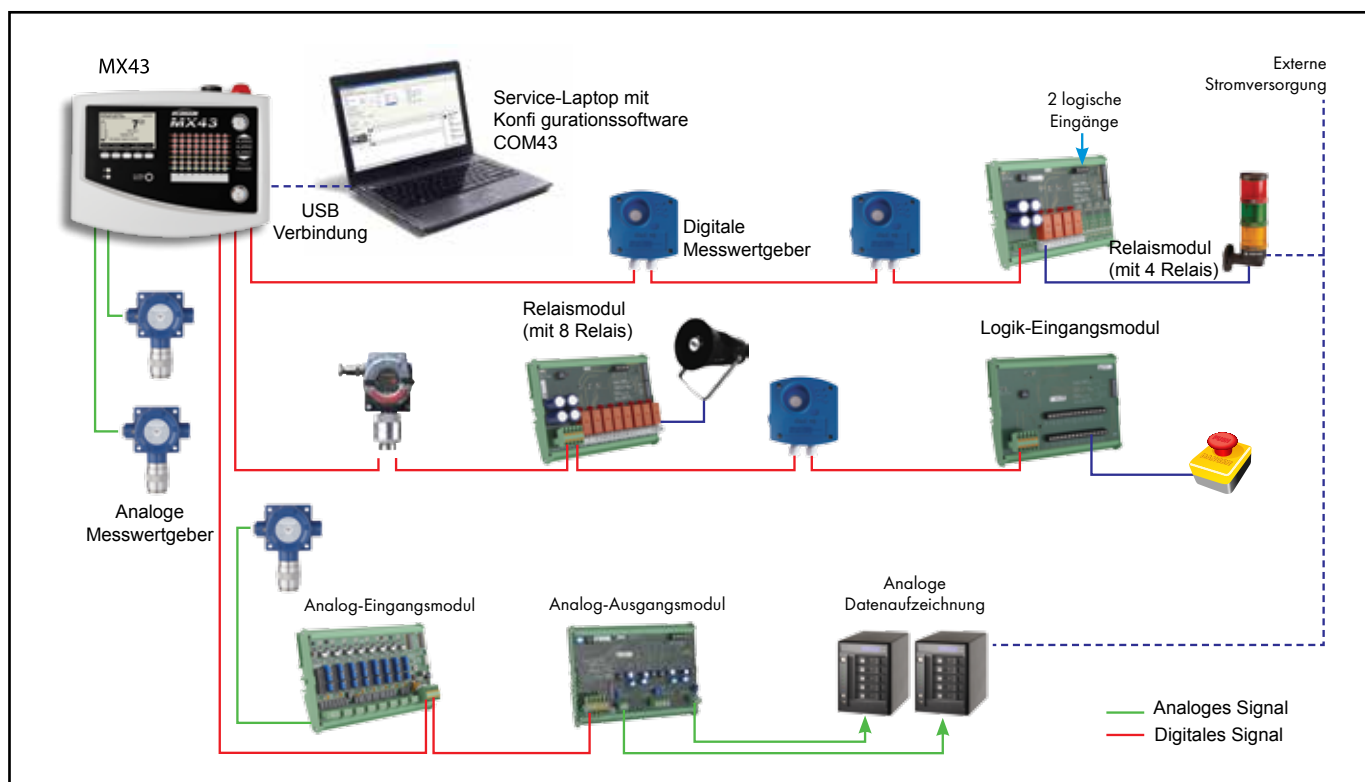 MX43
MX43
Service-Laptop mit
Konfi gurationssoftware
COM43
USB
Verbindung
Digitale
Messwertgeber
2 logische
Eingänge
Externe
Stromversorgung
Relaismodul
(mit 4 Relais)
Relaismodul
(mit 8 Relais)
Logik-Eingangsmodul
Analoge
Messwertgeber
Analog-Eingangsmodul
Analog-Ausgangsmodul
Analoge
Datenaufzeichnung
Analoges Signal
Digitales Signal